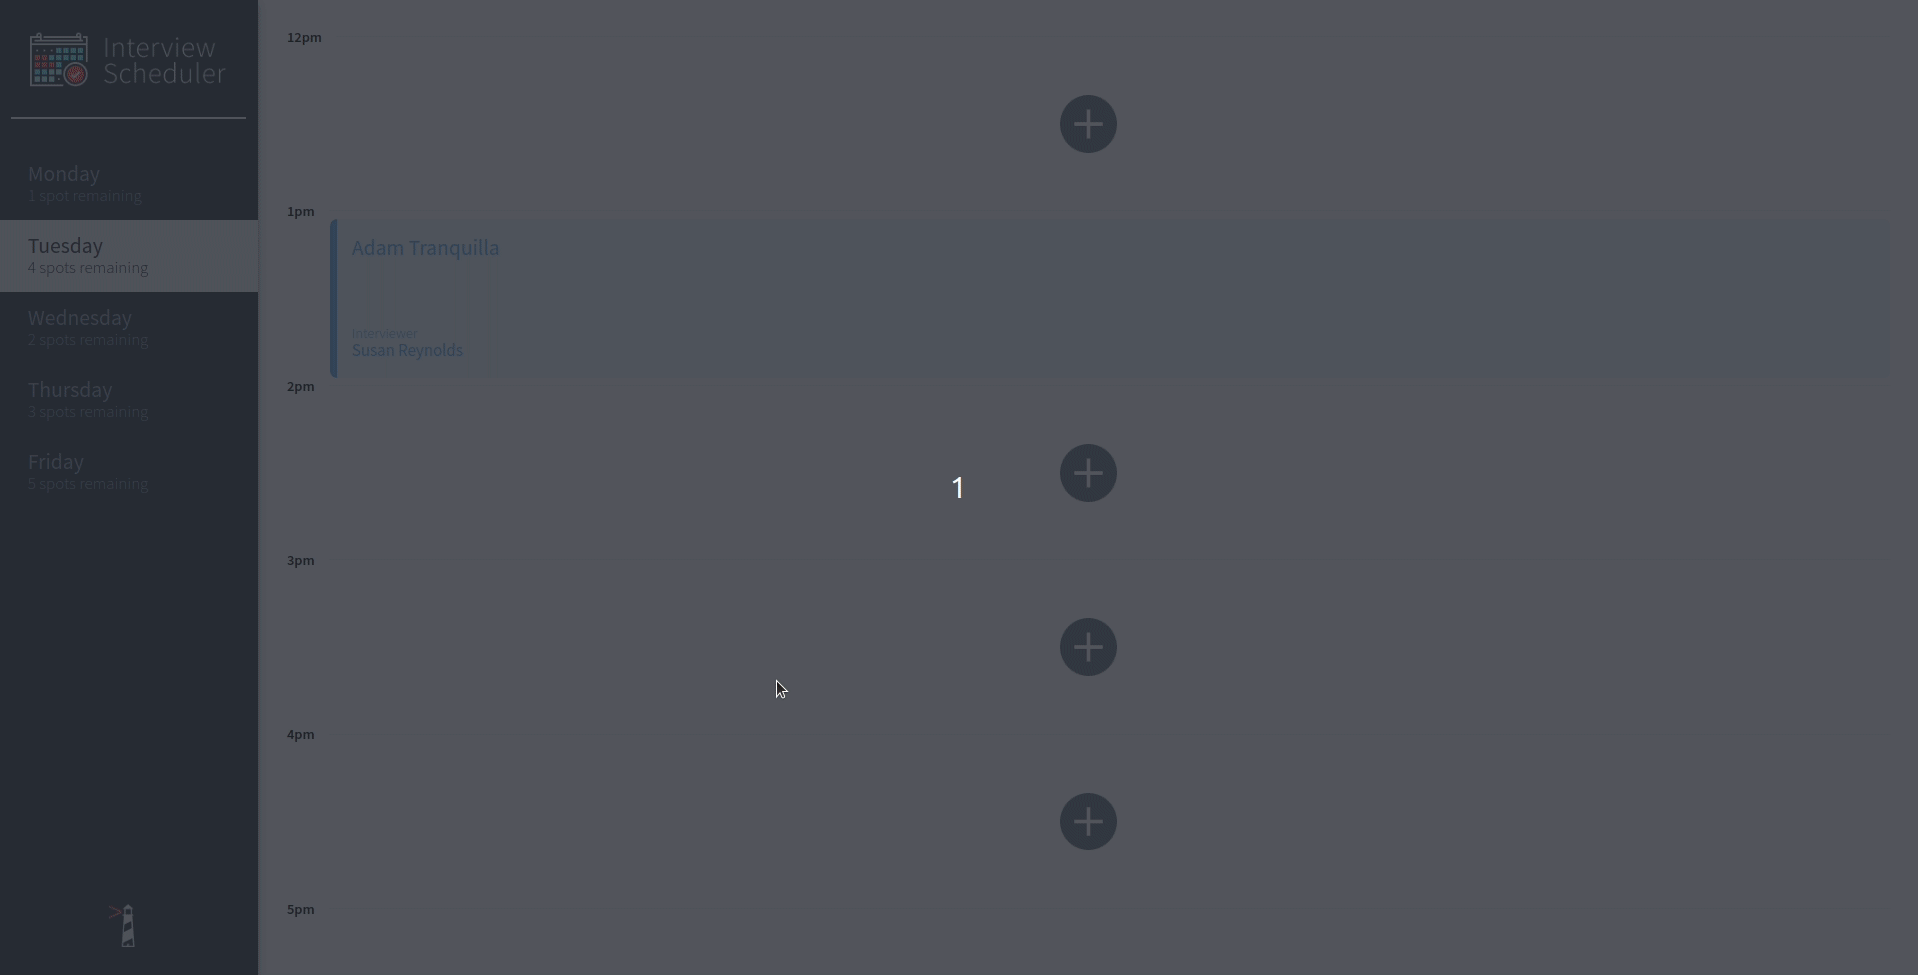 Interview
Scheduler
Monday
1 spot remaining
Tuesday
4 spots remaining
Wednesday
2 spots remaining
Thursday
3 spots remaining
Friday
5 spots remaining
12pm
1pm
Adam Tranquilla
Interviewer
Susan Reynolds
2pm
1
3pm
4pm
5pm